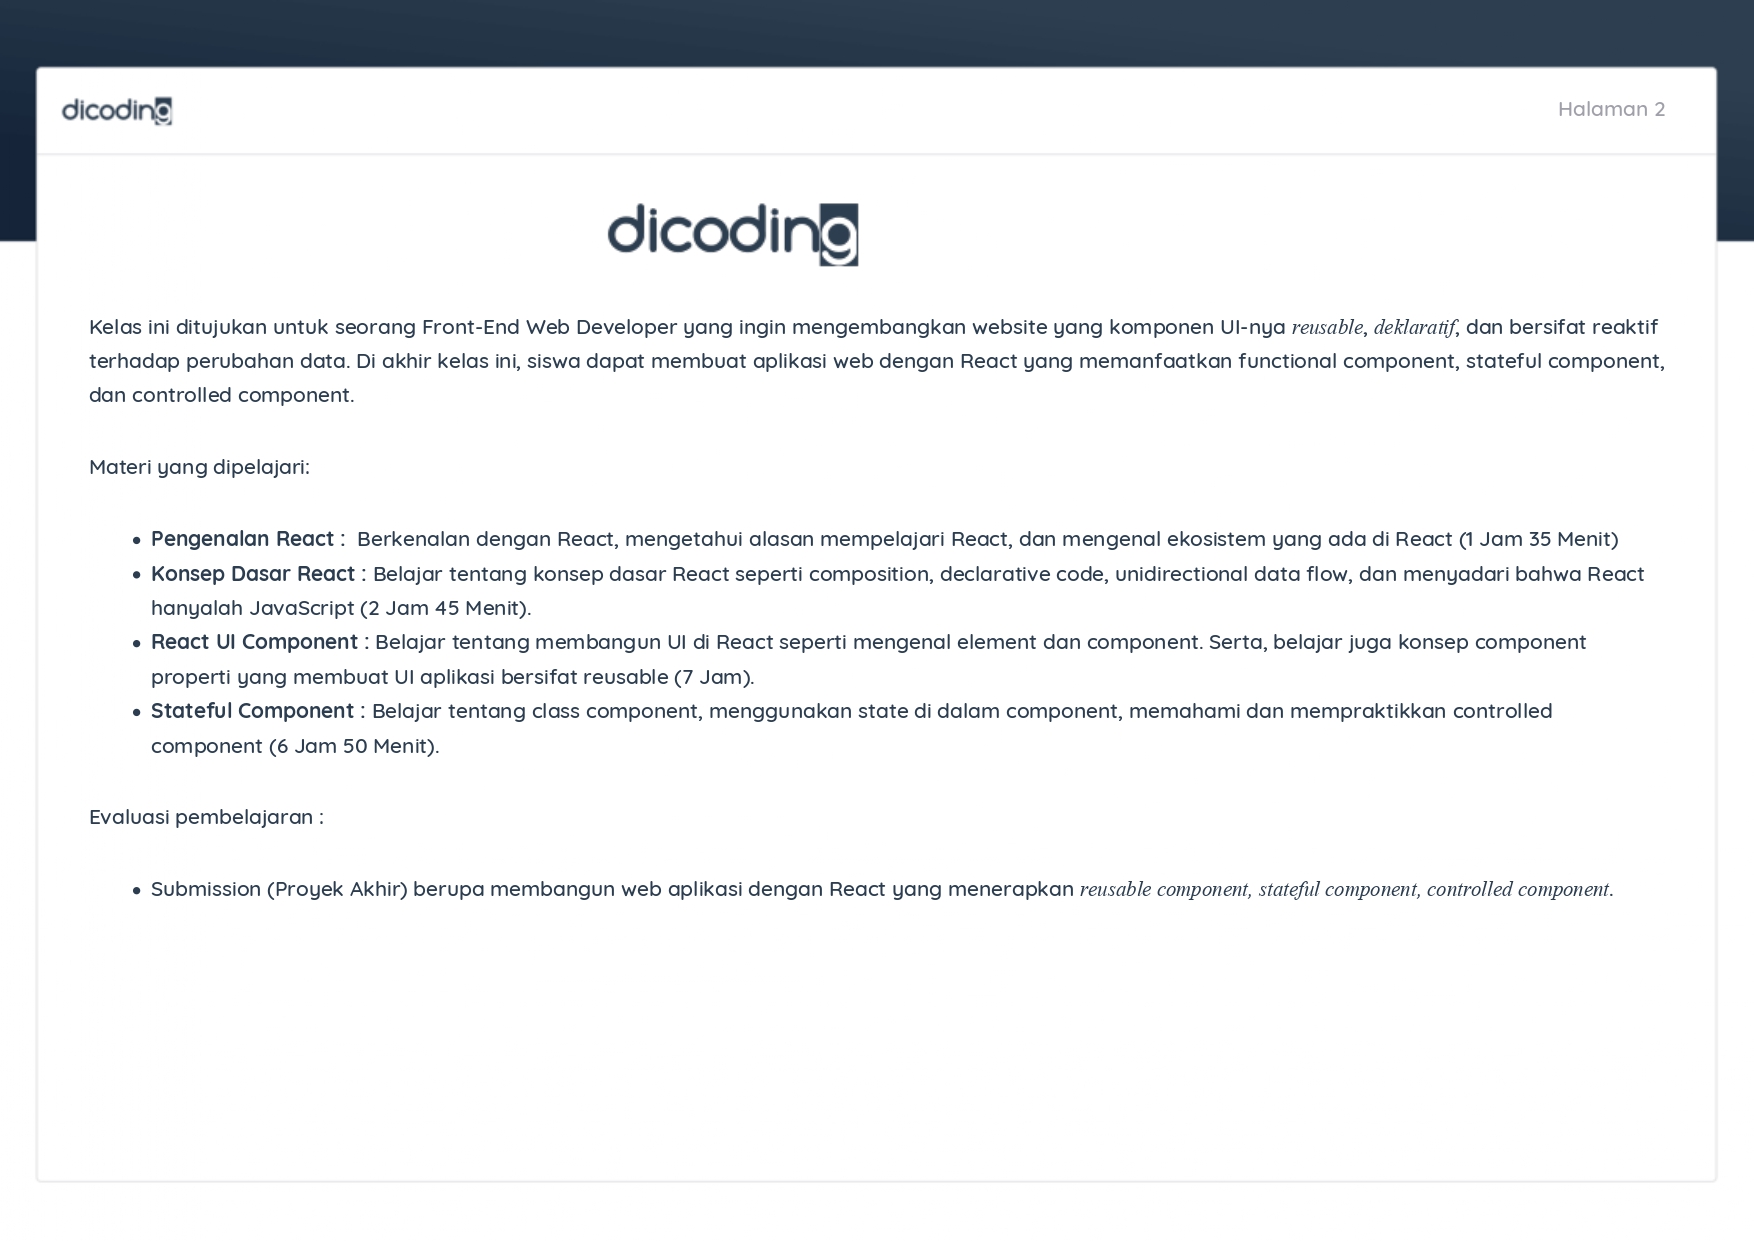 dicoding
Halaman 2
dicoding
Kelas ini ditujukan untuk seorang Front-End Web Developer yang ingin mengembangkan website yang komponen UI-nya reusable, deklaratif, dan bersifat reaktif
terhadap perubahan data. Di akhir kelas ini, siswa dapat membuat aplikasi web dengan React yang memanfaatkan functional component, stateful component,
dan controlled component.
Materi yang dipelajari:
• Pengenalan React :  Berkenalan dengan React, mengetahui alasan mempelajari React, dan mengenal ekosistem yang ada di React (1 Jam 35 Menit)
• Konsep Dasar React : Belajar tentang konsep dasar React seperti composition, declarative code, unidirectional data flow, dan menyadari bahwa React
hanyalah JavaScript (2 Jam 45 Menit).
• React UI Component : Belajar tentang membangun UI di React seperti mengenal element dan component. Serta, belajar juga konsep component
properti yang membuat UI aplikasi bersifat reusable (7 Jam).
• Stateful Component : Belajar tentang class component, menggunakan state di dalam component, memahami dan mempraktikkan controlled
component (6 Jam 50 Menit).
Evaluasi pembelajaran :
• Submission (Proyek Akhir) berupa membangun web aplikasi dengan React yang menerapkan reusable component, stateful component, controlled component.